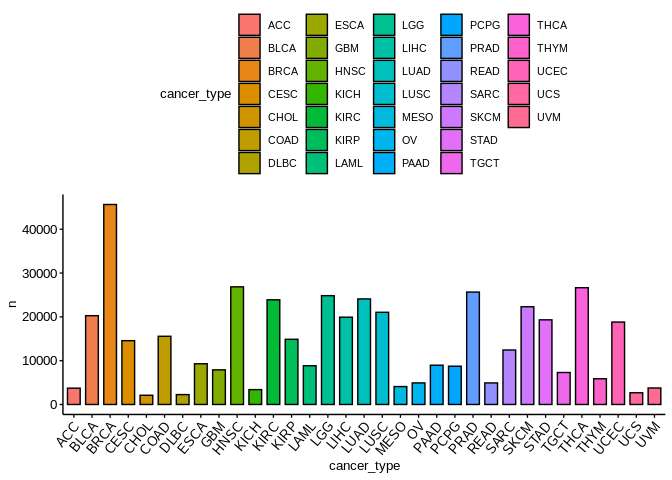 ACC ESCA LGG PCPG THCA
BLCA GBM LIHC PRAD THYM
BRCA HNSC LUAD READ UCEC
cancer_type CESC KICH LUSC SARC UCS
CHOL KIRC MESO SKCM UVM
COAD KIRP OV STAD
DLBC LAML PAAD TGCT
40000
30000
20000
10000
0
n
ACC BLCA BRCA CESC CHOL COAD DLBC ESCA GBM HNSC KICH KIRC KIRP LAML LGG LIHC LUAD LUSC MESO OV PAAD PCPG PRAD READ SARC SKCM STAD TGCT THCA THYM UCEC UCS UVM
cancer_type